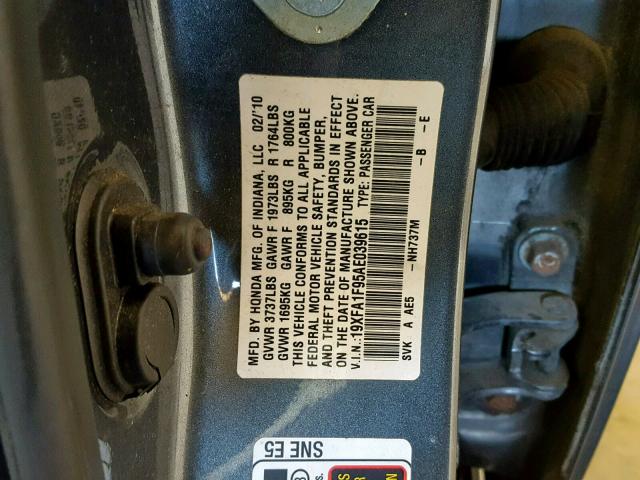 MFD. BY HONDA MFG. OF INDIANA, LLC 02/'10
GVWR 3737LBS GAWR F 1973LBS R 1764LBS
GVWR 1695KG GAWR F 895KG R 800KG
THIS VEHICLE CONFORMS TO ALL APPLICABLE
FEDERAL MOTOR VEHICLE SAFETY, BUMPER,
AND THEFT PREVENTION STANDARDS IN EFFECT
ON THE DATE OF MANUFACTURE SHOWN ABOVE.
V.I.N.:19XFA1F95AE039615 TYPE: PASSENGER CAR
SVK A AE5 -NH737M -B -E
SNE E5